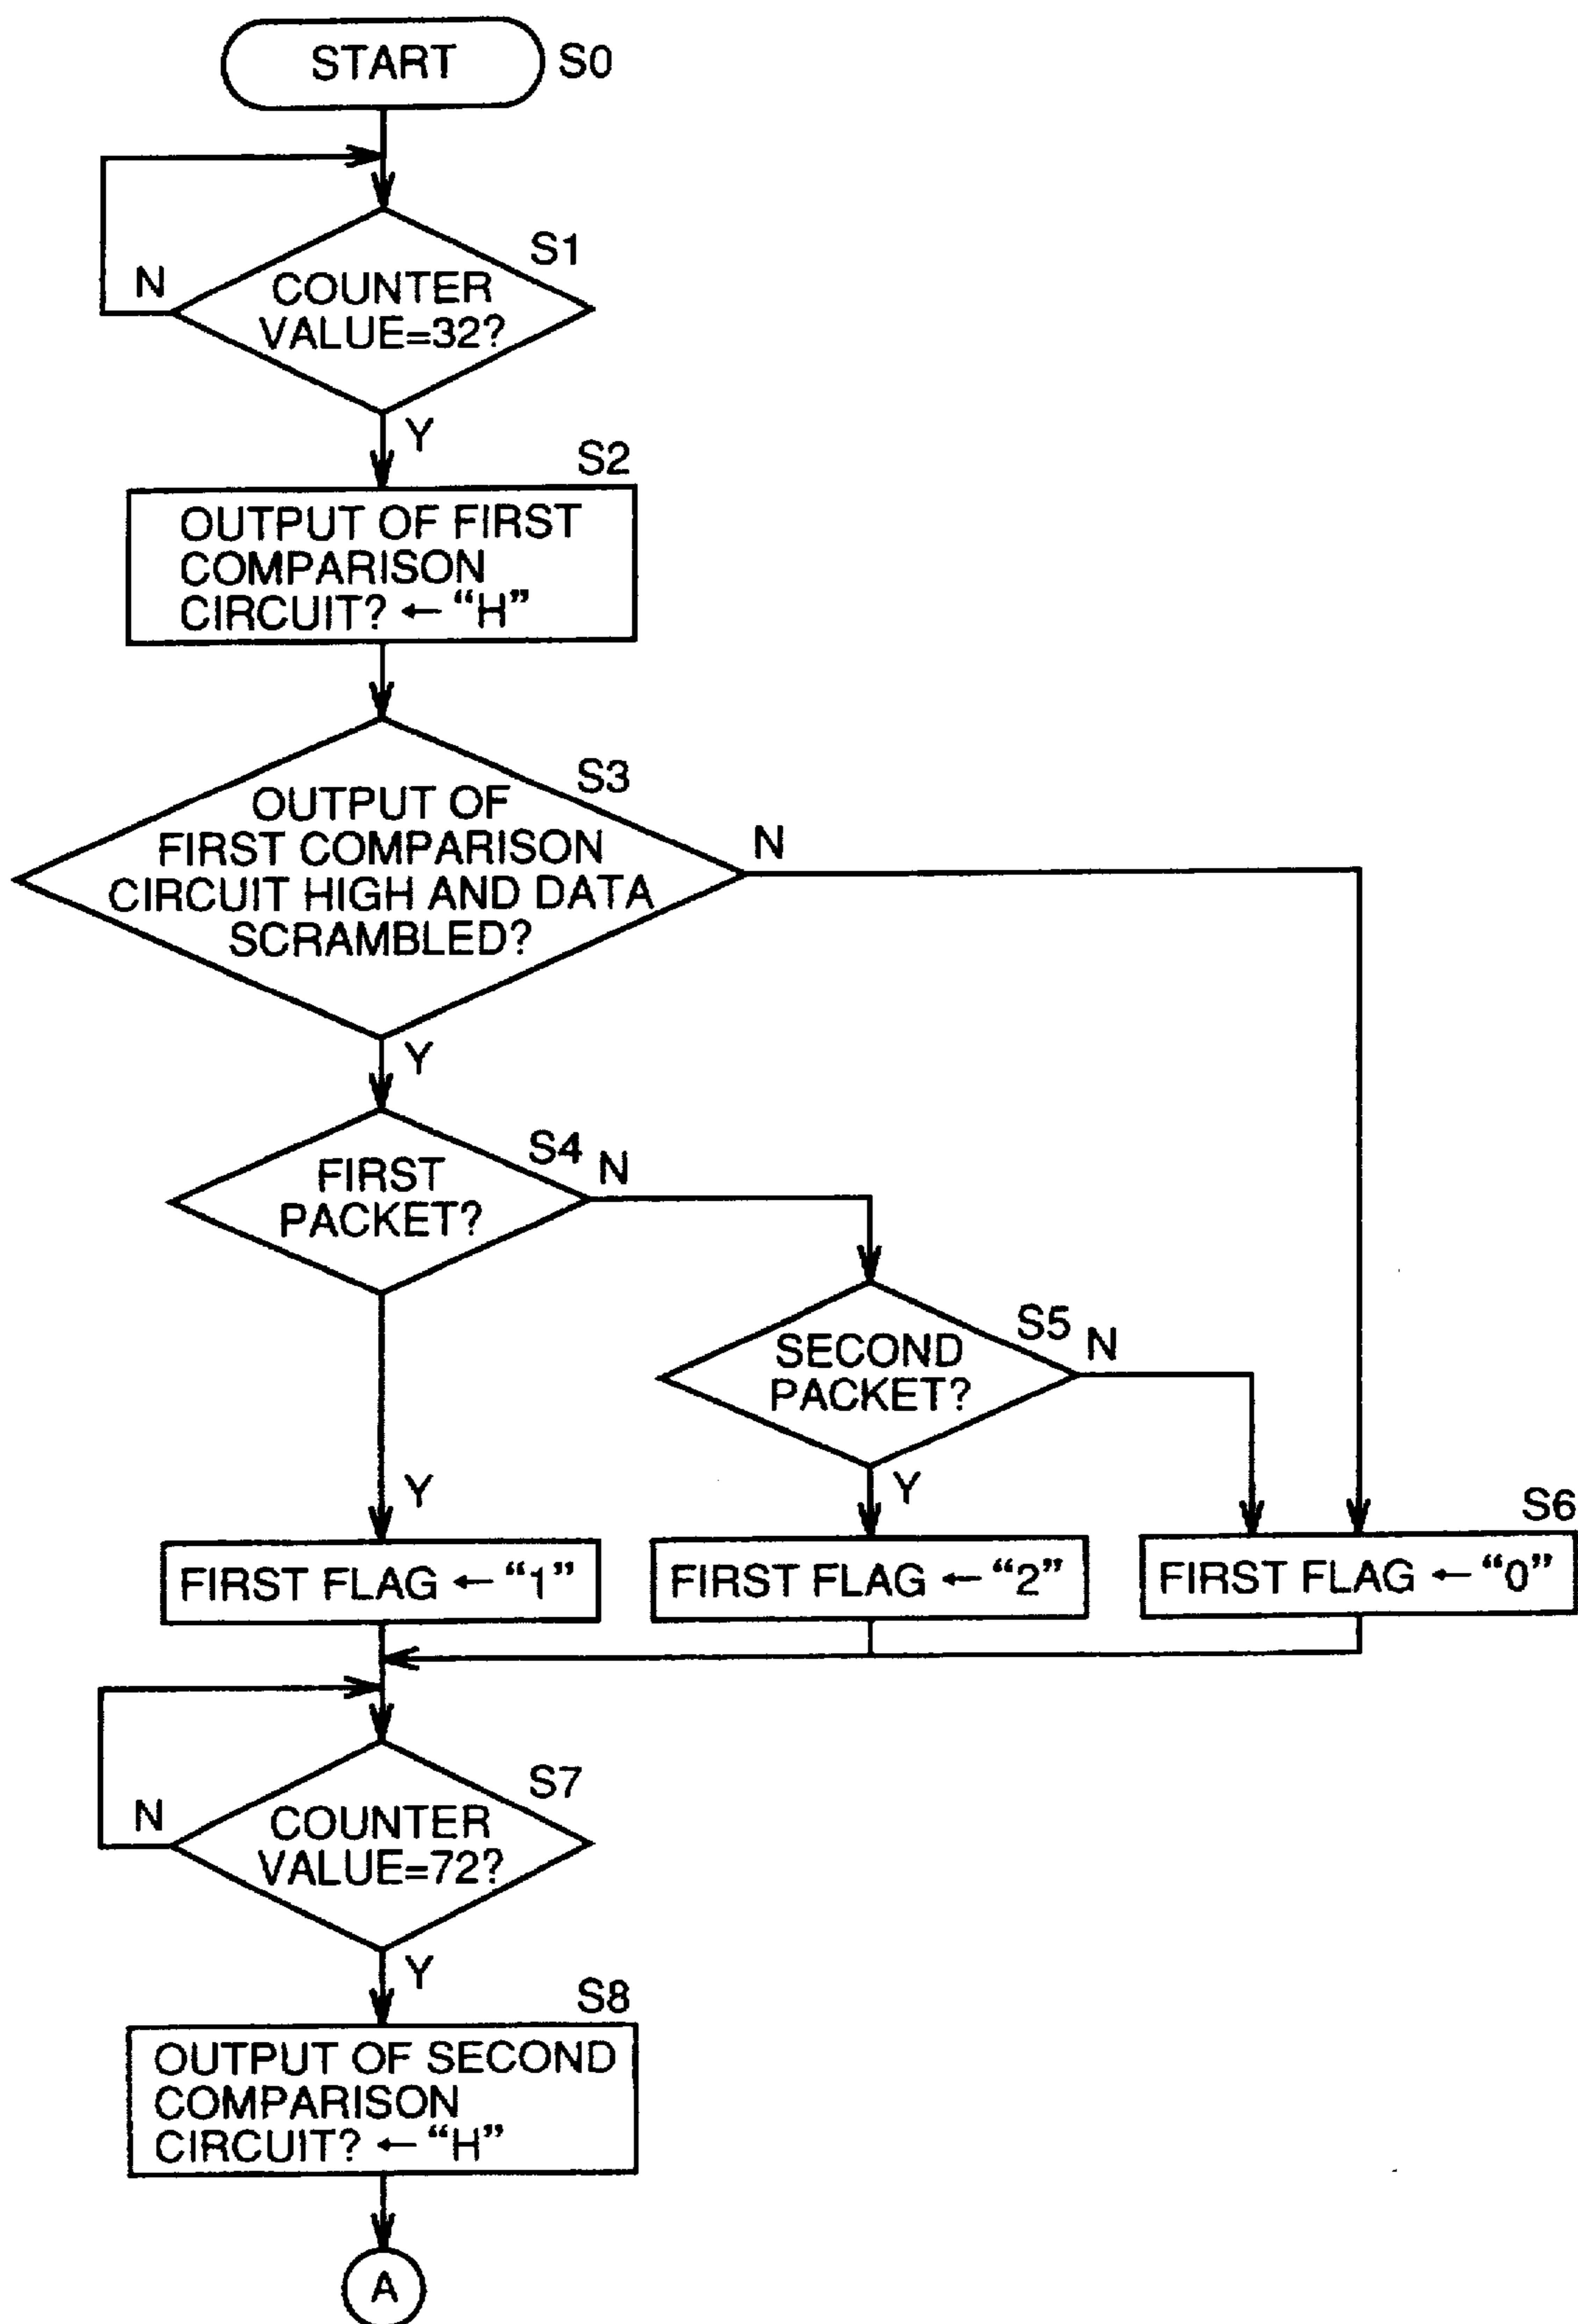 START
S0
S1
N
COUNTER
VALUE=32?
Y
S2
OUTPUT OF FIRST
COMPARISON
CIRCUIT? ← “H”
S3
OUTPUT OF
FIRST COMPARISON
CIRCUIT HIGH AND DATA
SCRAMBLED?
N
Y
S4
N
FIRST
PACKET?
S5
N
SECOND
PACKET?
Y
Y
S6
FIRST FLAG ← “1”
FIRST FLAG ← “2”
FIRST FLAG ← “0”
S7
N
COUNTER
VALUE=72?
Y
S8
OUTPUT OF SECOND
COMPARISON
CIRCUIT? ← “H”
A